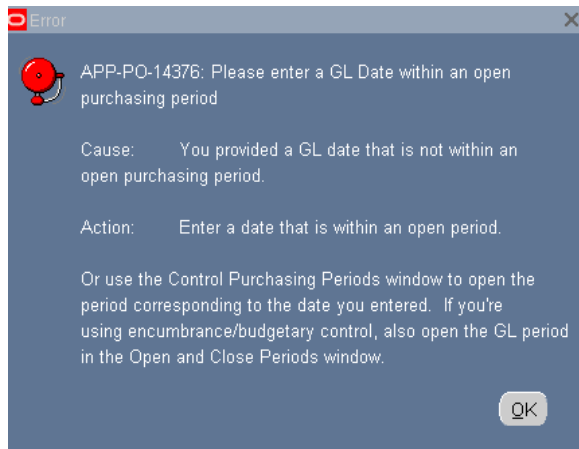 Error
APP-PO-14376: Please enter a GL Date within an open
purchasing period
Cause: You provided a GL date that is not within an
open purchasing period.
Action: Enter a date that is within an open period.
Or use the Control Purchasing Periods window to open the
period corresponding to the date you entered. If you're
using encumbrance/budgetary control, also open the GL period
in the Open and Close Periods window.
OK